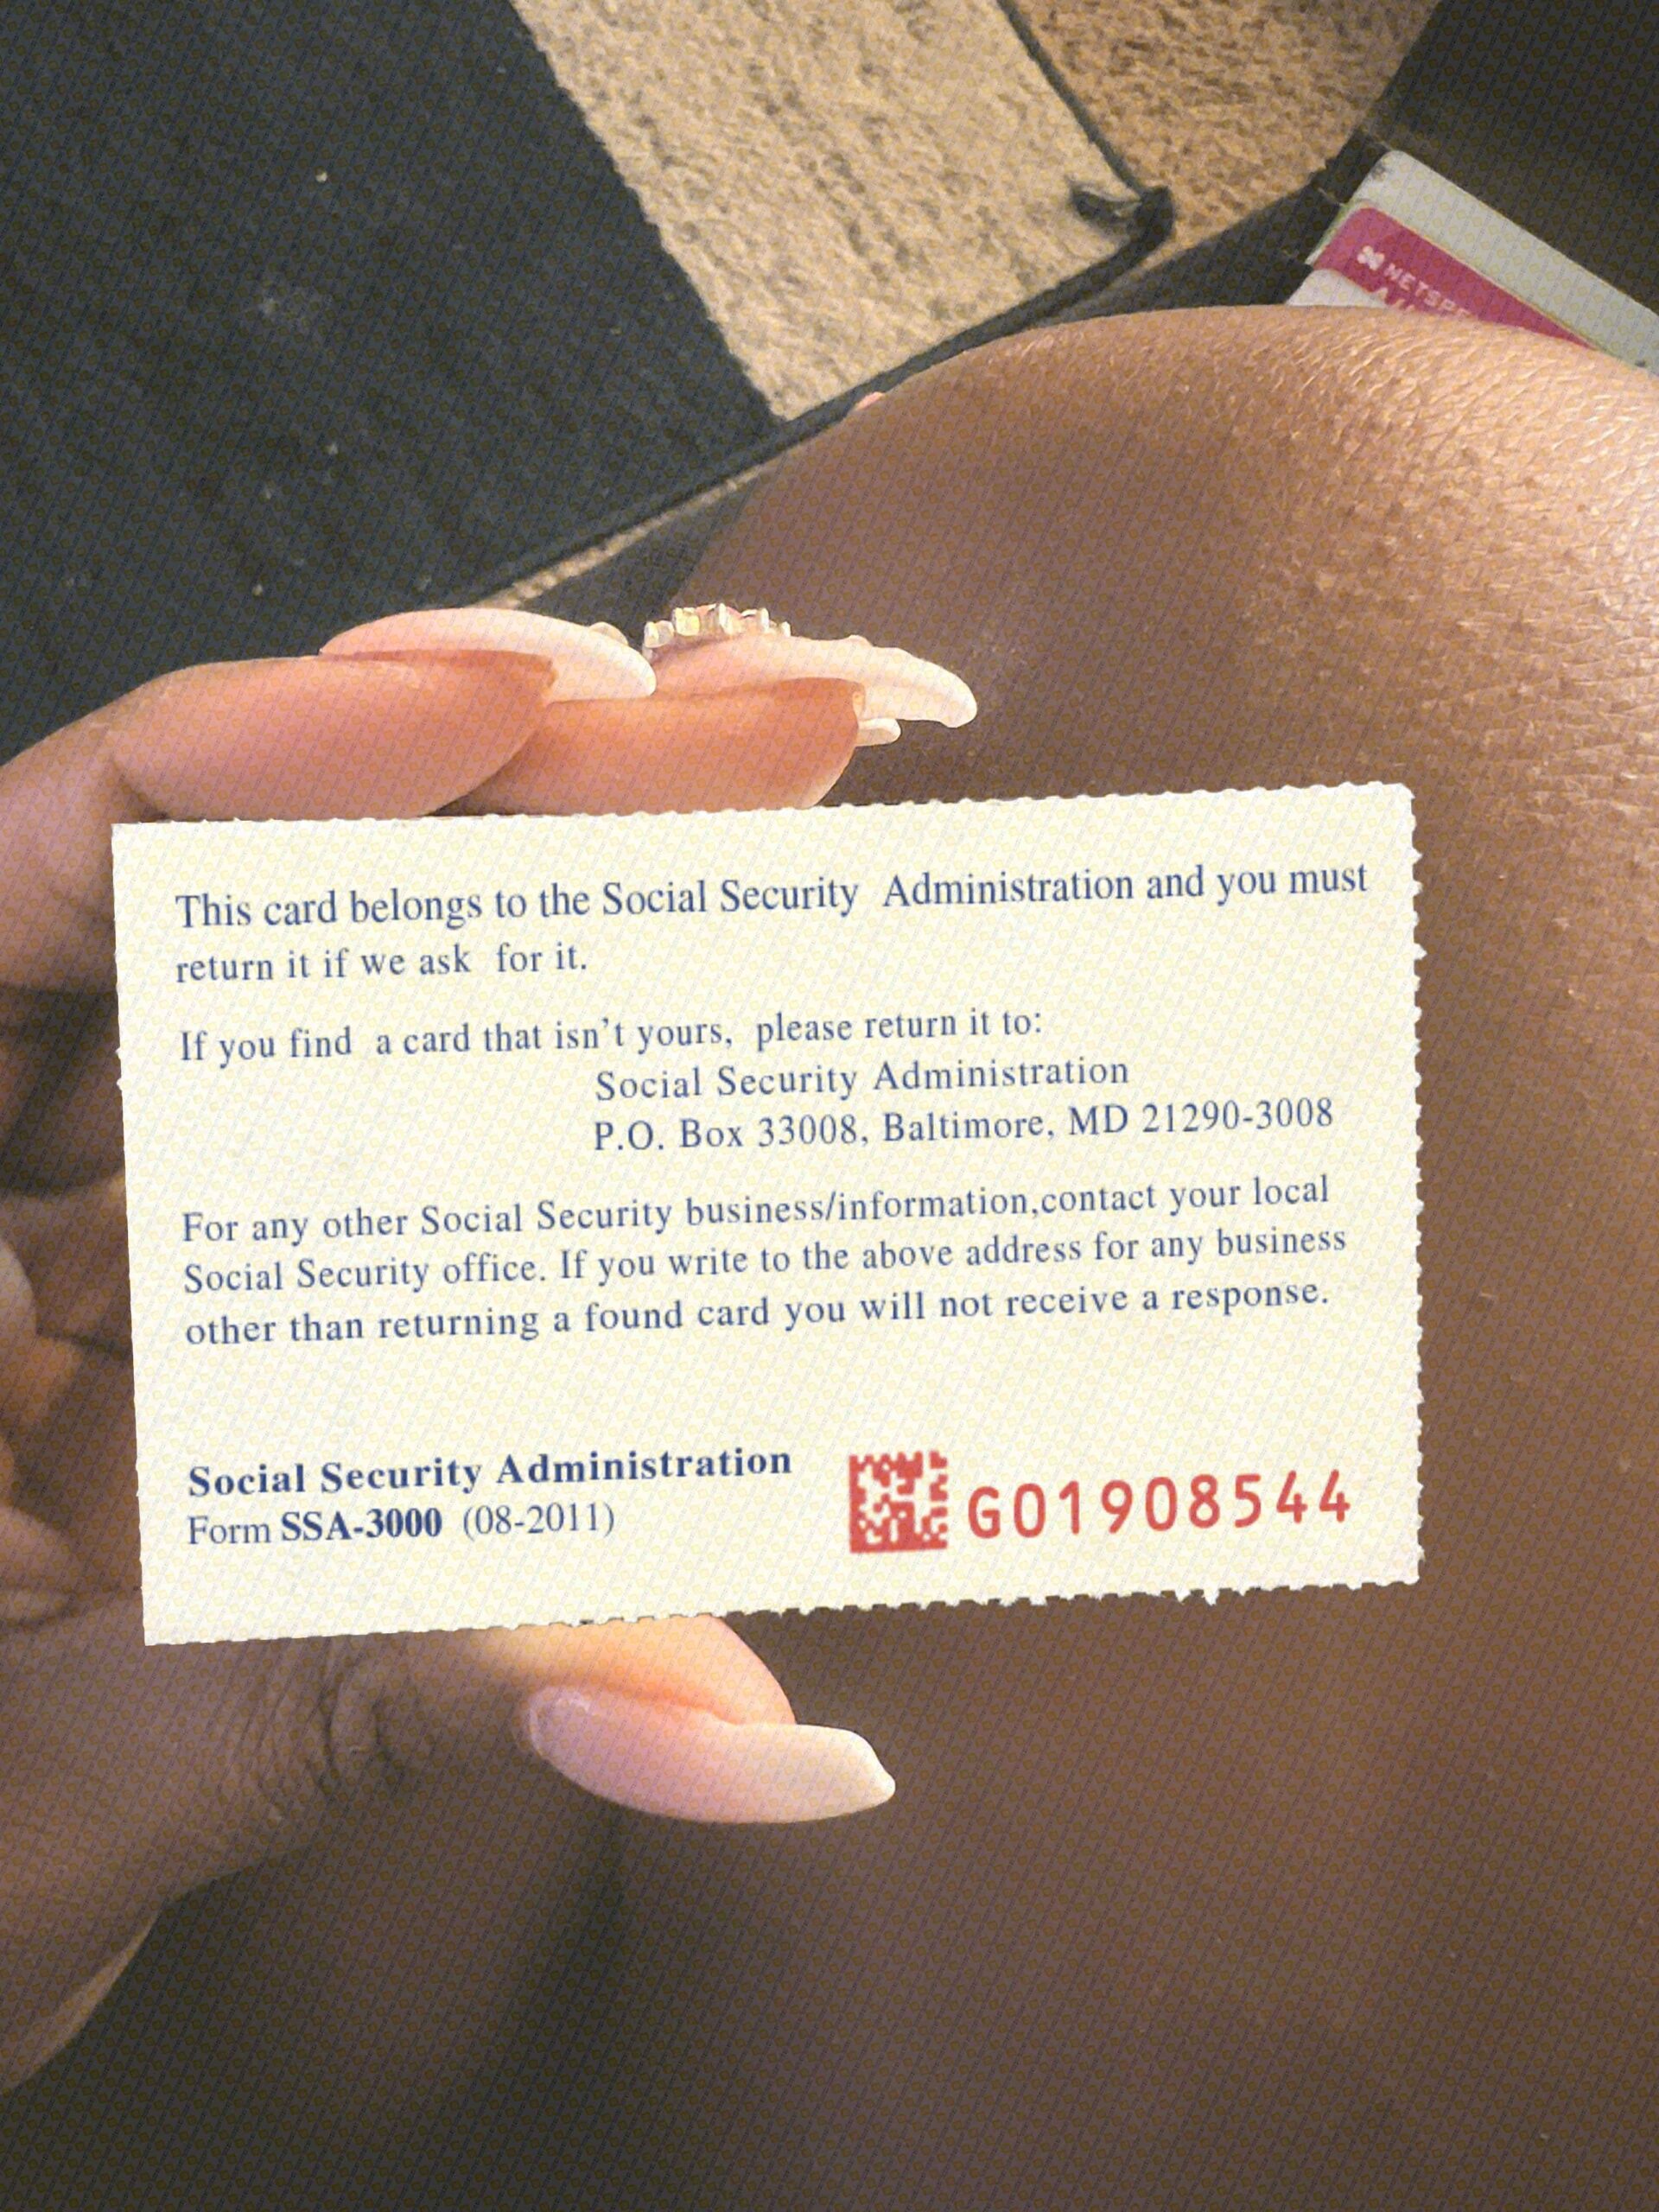 NETSPE
This card belongs to the Social Security Administration and you must
return it if we ask for it.
If you find a card that isn't yours, please return it to:
Social Security Administration
P.O. Box 33008, Baltimore, MD 21290-3008
For any other Social Security business/information,contact your local
Social Security office. If you write to the above address for any business
other than returning a found card you will not receive a response.
Social Security Administration
Form SSA-3000 (08-2011)
G01908544